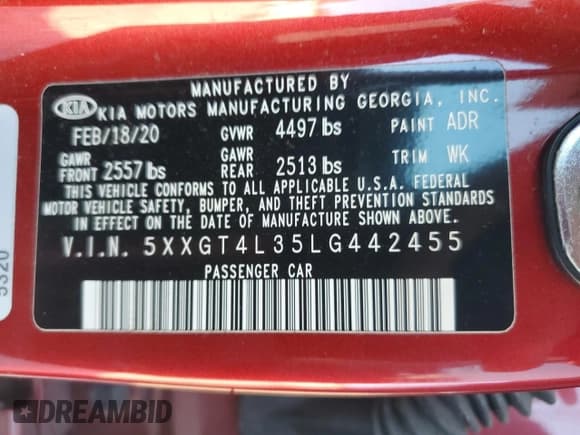 MANUFACTURED BY
KIA KIA MOTORS MANUFACTURING GEORGIA, INC.
FEB/18/20 GVWR 4497 lbs PAINT ADR
GAWR FRONT 2557 lbs GAWR REAR 2513 lbs TRIM WK
THIS VEHICLE CONFORMS TO ALL APPLICABLE U.S.A. FEDERAL
MOTOR VEHICLE SAFETY, BUMPER, AND THEFT PREVENTION STANDARDS
IN EFFECT ON THE DATE OF MANUFACTURE SHOWN ABOVE.
V.I.N. 5XXGT4L35LG442455
PASSENGER CAR
5320
DREAMBID